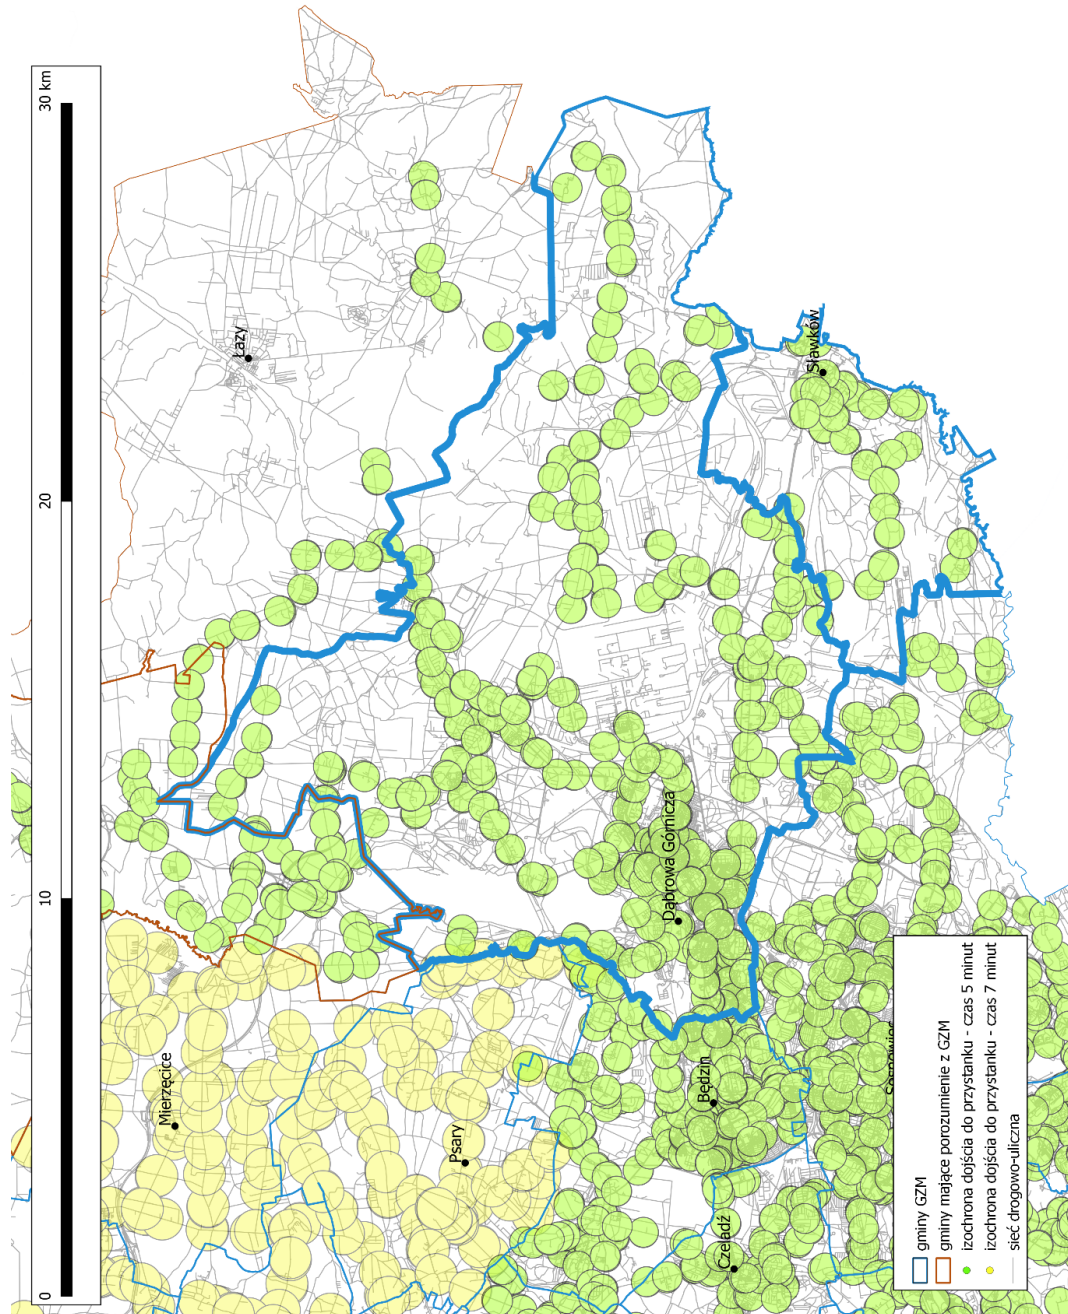 0
10
20
30 km
Mierzęcice
Łazy
Psary
Będzin
Dąbrowa Górnicza
Czeladź
Sławków
Sosnowiec
gminy GZM
gminy mające porozumienie z GZM
izochrona dojścia do przystanku - czas 5 minut
izochrona dojścia do przystanku - czas 7 minut
sieć drogowo-uliczna